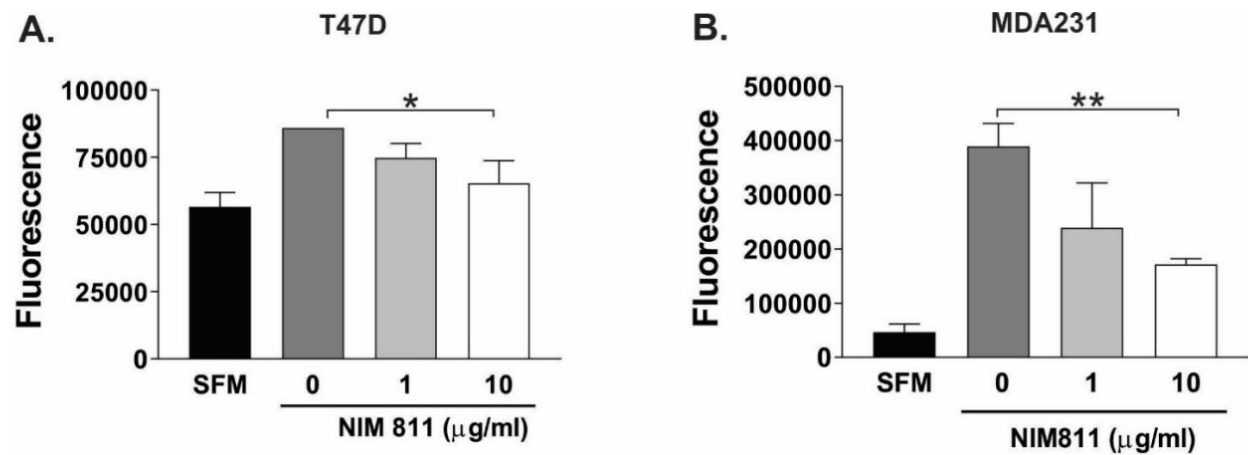 A.
T47D
Fluorescence
100000
75000
50000
25000
0
*
SFM 0 1 10
NIM 811 (μg/ml)
B.
MDA231
Fluorescence
500000
400000
300000
200000
100000
0
**
SFM 0 1 10
NIM811 (μg/ml)